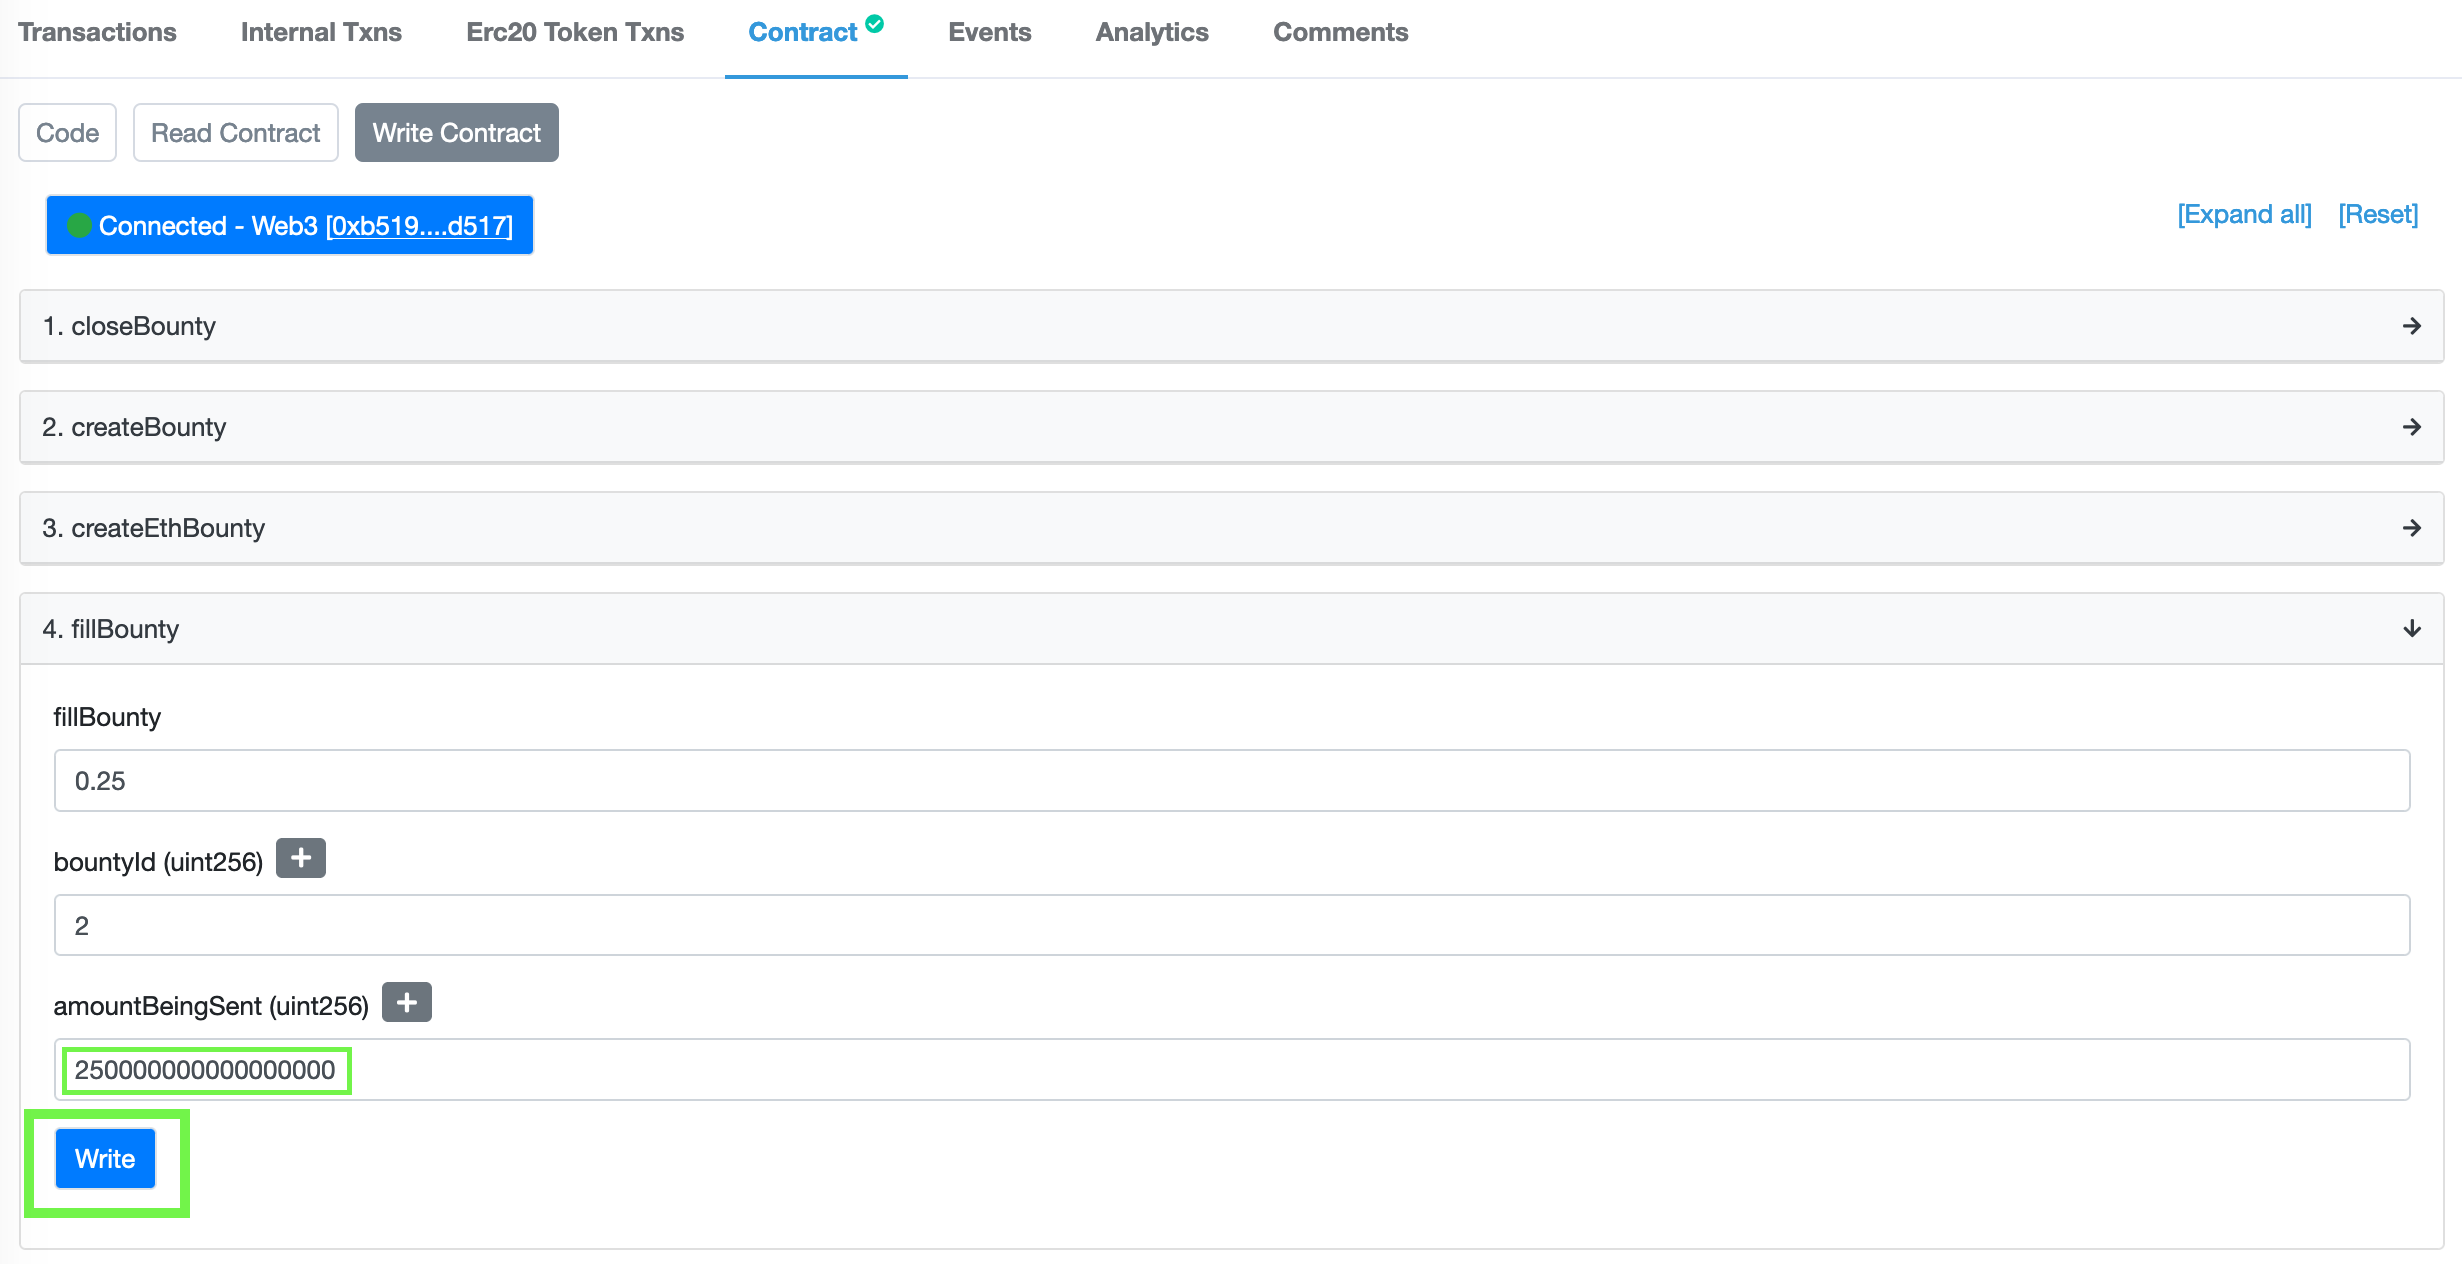 Transactions Internal Txns Erc20 Token Txns Contract Events Analytics Comments
Code Read Contract Write Contract
Connected - Web3 [0xb519....d517] [Expand all] [Reset]
1. closeBounty
2. createBounty
3. createEthBounty
4. fillBounty
fillBounty
0.25
bountyId (uint256) +
2
amountBeingSent (uint256) +
250000000000000000
Write